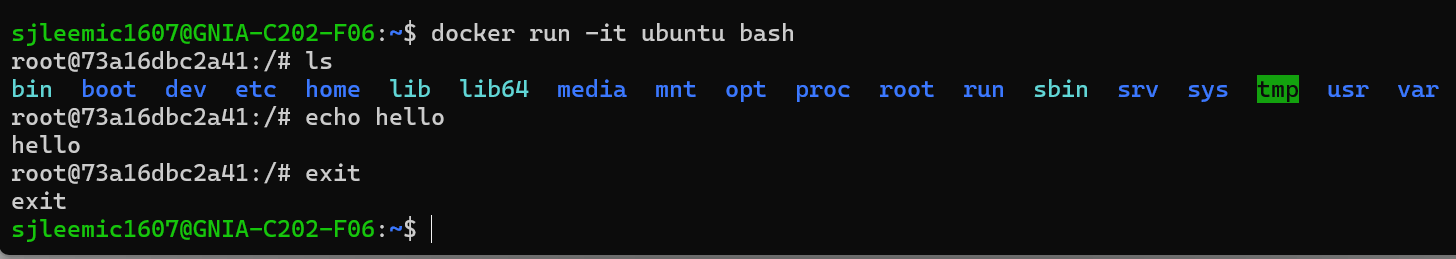 sjleemic1607@GNIA-C202-F06:~$ docker run -it ubuntu bash
root@73a16dbc2a41:/# ls
bin  boot  dev  etc  home  lib  lib64  media  mnt  opt  proc  root  run  sbin  srv  sys  tmp  usr  var
root@73a16dbc2a41:/# echo hello
hello
root@73a16dbc2a41:/# exit
exit
sjleemic1607@GNIA-C202-F06:~$